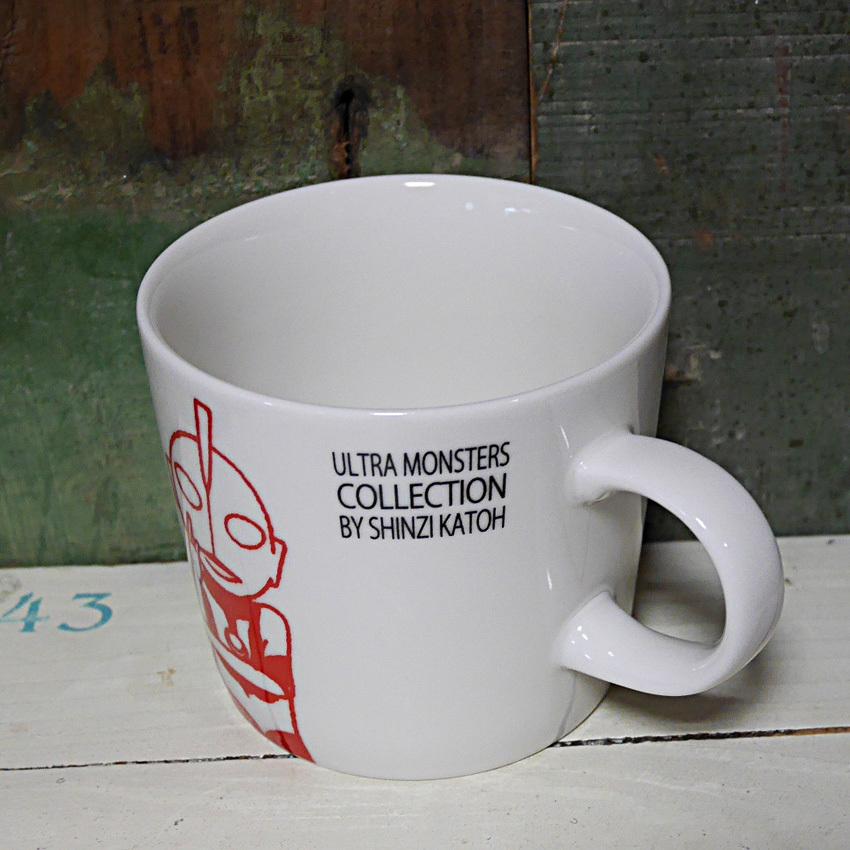 ULTRA MONSTERS
COLLECTION
BY SHINZI KATOH
43